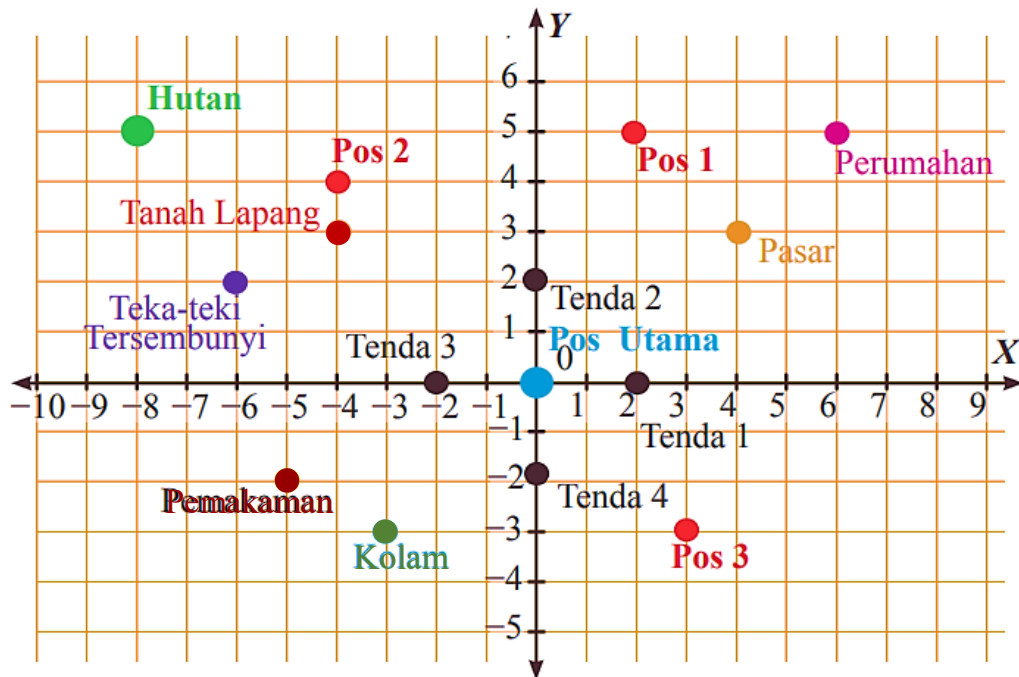 Y
6
Hutan
5
Pos 2
Pos 1
Perumahan
4
Tanah Lapang
3
Pasar
2
Tenda 2
Teka-teki
Tersembunyi
1
Pos Utama
Tenda 3
0
X
−10 −9 −8 −7 −6 −5 −4 −3 −2 −1 1 2 3 4 5 6 7 8 9
−1
Tenda 1
−2
Pemakaman
Tenda 4
−3
Kolam
Pos 3
−4
−5